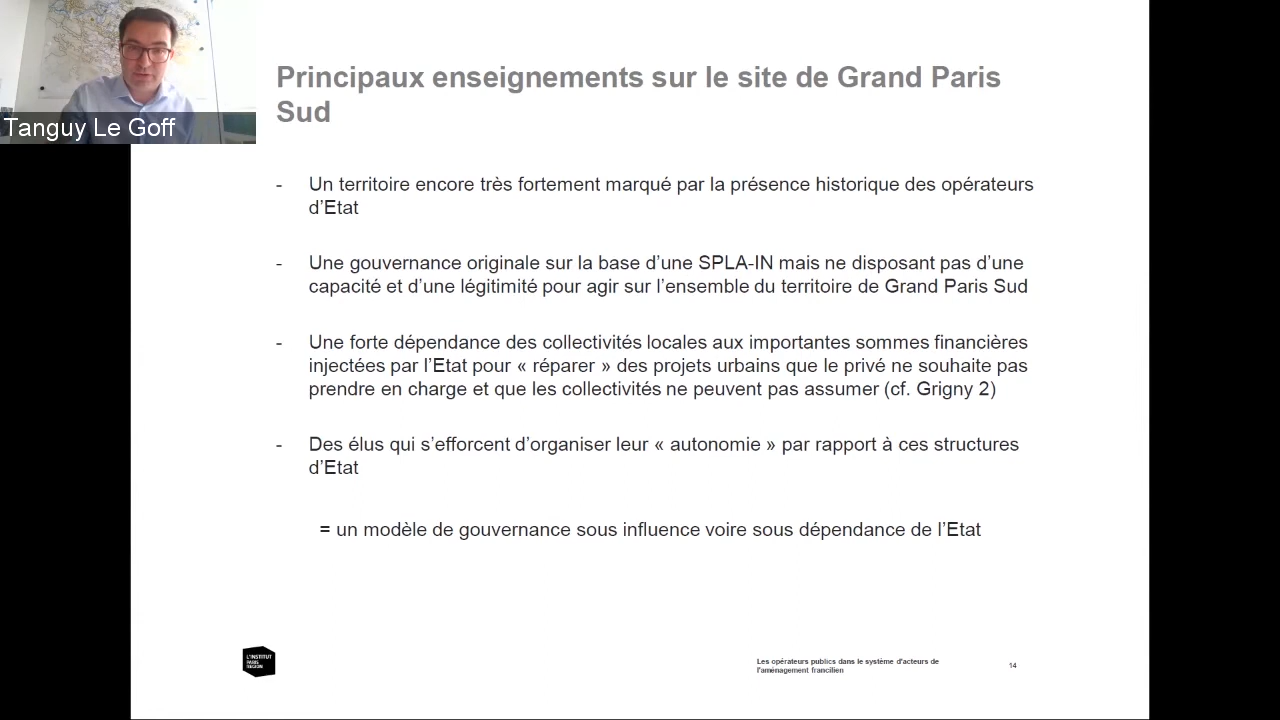 Tanguy Le Goff
Principaux enseignements sur le site de Grand Paris
Sud
- Un territoire encore très fortement marqué par la présence historique des opérateurs
d’Etat
- Une gouvernance originale sur la base d’une SPLA-IN mais ne disposant pas d’une
capacité et d’une légitimité pour agir sur l’ensemble du territoire de Grand Paris Sud
- Une forte dépendance des collectivités locales aux importantes sommes financières
injectées par l’Etat pour « réparer » des projets urbains que le privé ne souhaite pas
prendre en charge et que les collectivités ne peuvent pas assumer (cf. Grigny 2)
- Des élus qui s’efforcent d’organiser leur « autonomie » par rapport à ces structures
d’Etat
= un modèle de gouvernance sous influence voire sous dépendance de l’Etat
L'INSTITUT
PARIS
REGION
Les opérateurs publics dans le système d'acteurs de
l'aménagement francilien
14